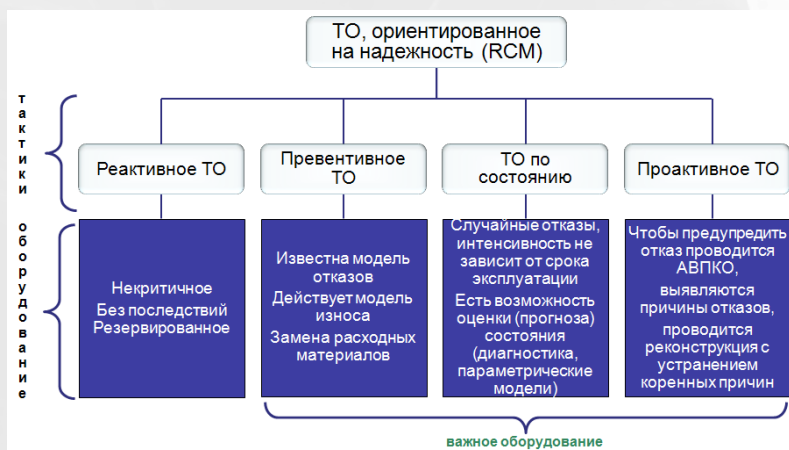 ТО, ориентированное
на надежность (RCM)
тактики
Реактивное ТО
Превентивное
ТО
ТО по
состоянию
Проактивное ТО
оборудование
Некритичное
Без последствий
Резервированное
Известна модель
отказов
Действует модель
износа
Замена расходных
материалов
Случайные отказы,
интенсивность не
зависит от срока
эксплуатации
Есть возможность
оценки (прогноза)
состояния
(диагностика,
параметрические
модели)
Чтобы предупредить
отказ проводится
АВПКО,
выявляются
причины отказов,
проводится
реконструкция с
устранением
коренных причин
важное оборудование